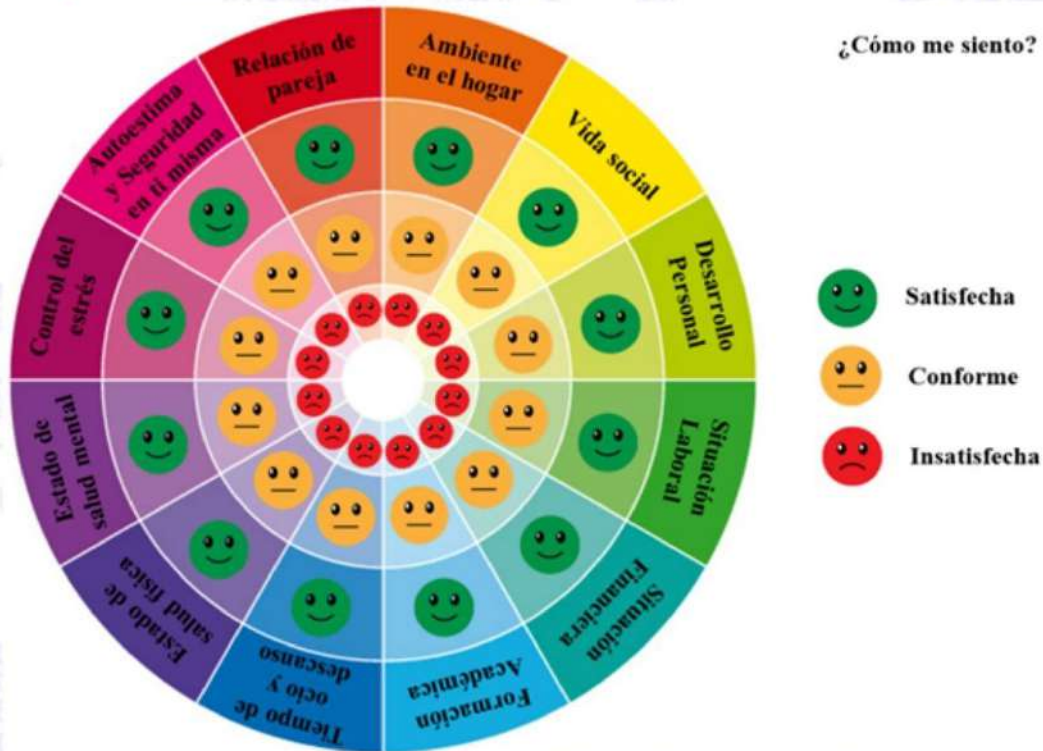 ¿Cómo me siento?
Relación de
pareja
Ambiente
en el hogar
Vida social
Desarrollo
Personal
Situación
Laboral
Situación
Financiera
Formación
Académica
Tiempo de
ocio y
descanso
Estado de
salud física
Estado de
salud mental
Control del
estrés
Autoestima
y Seguridad
en ti misma
Satisfecha
Conforme
Insatisfecha